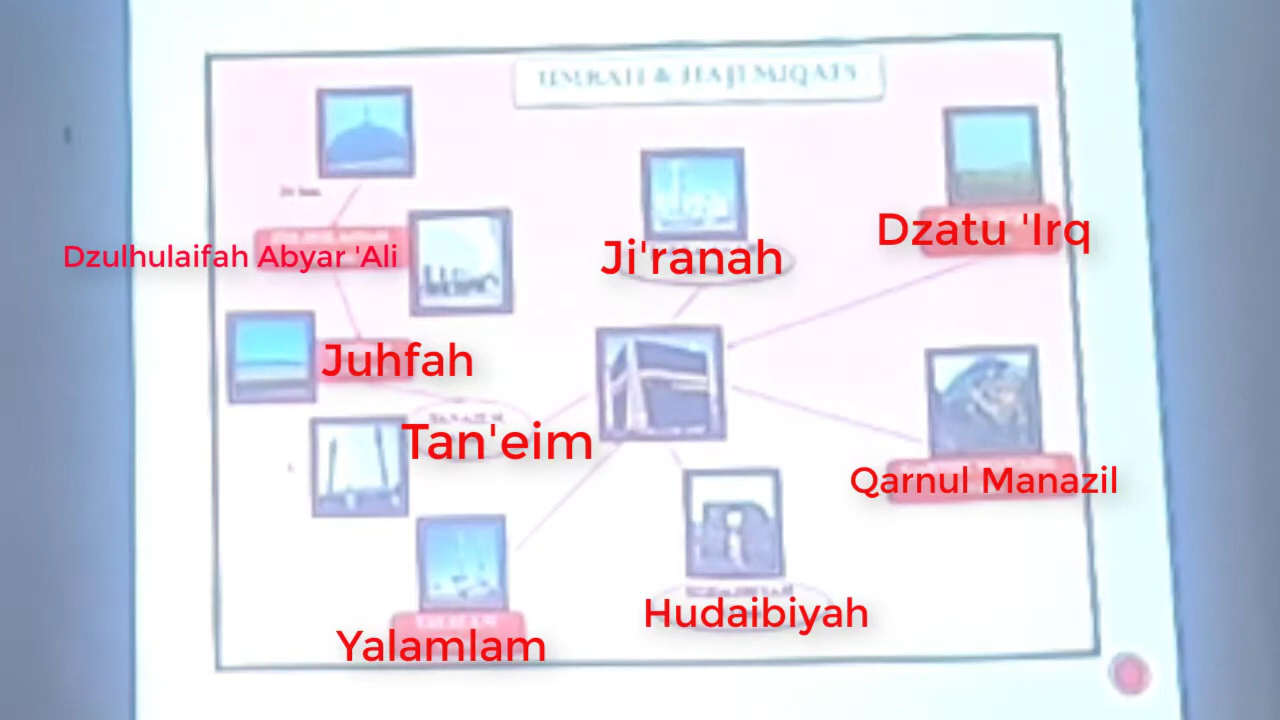 UMRAH & HAJI MIQATS
Dzulhulaifah Abyar 'Ali
Ji'ranah
Dzatu 'Irq
Juhfah
Tan'eim
Qarnul Manazil
Hudaibiyah
Yalamlam